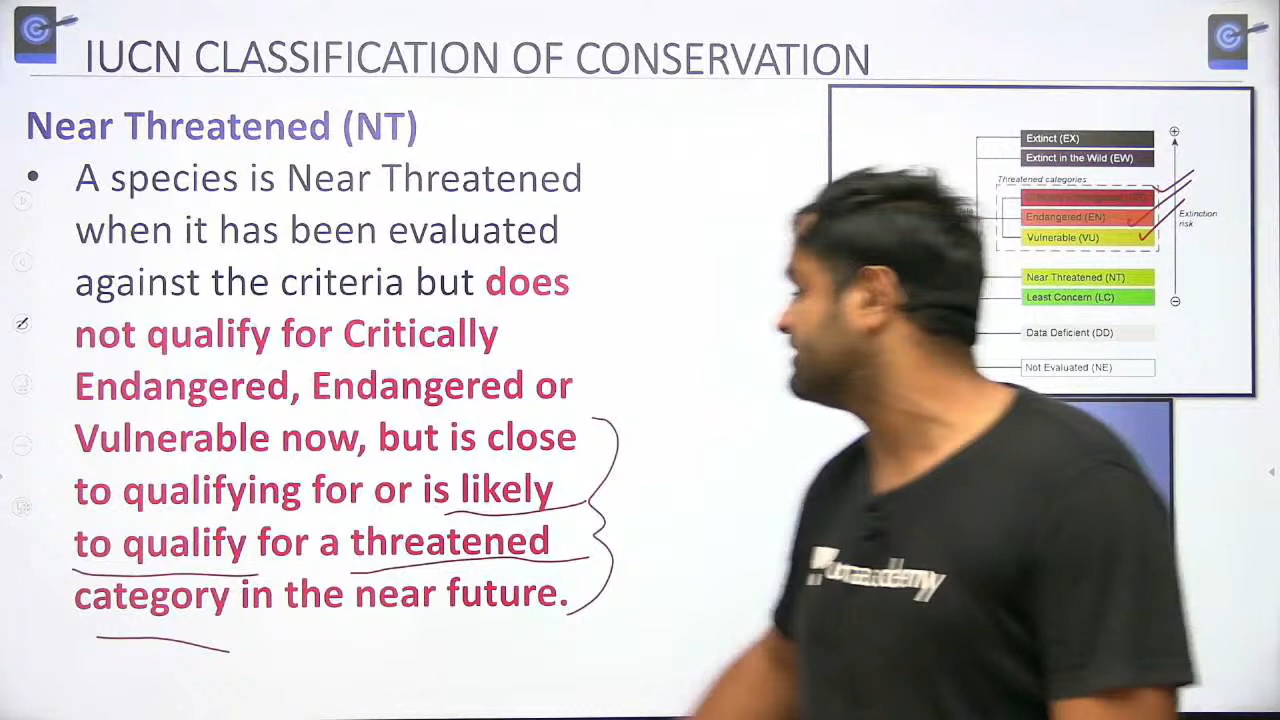 IUCN CLASSIFICATION OF CONSERVATION
Near Threatened (NT)
• A species is Near Threatened
when it has been evaluated
against the criteria but does
not qualify for Critically
Endangered, Endangered or
Vulnerable now, but is close
to qualifying for or is likely
to qualify for a threatened
category in the near future.
Extinct (EX)
Extinct in the Wild (EW)
Threatened categories
Endangered (EN)
Vulnerable (VU)
Extinction
risk
Near Threatened (NT)
Least Concern (LC)
Data Deficient (DD)
Not Evaluated (NE)